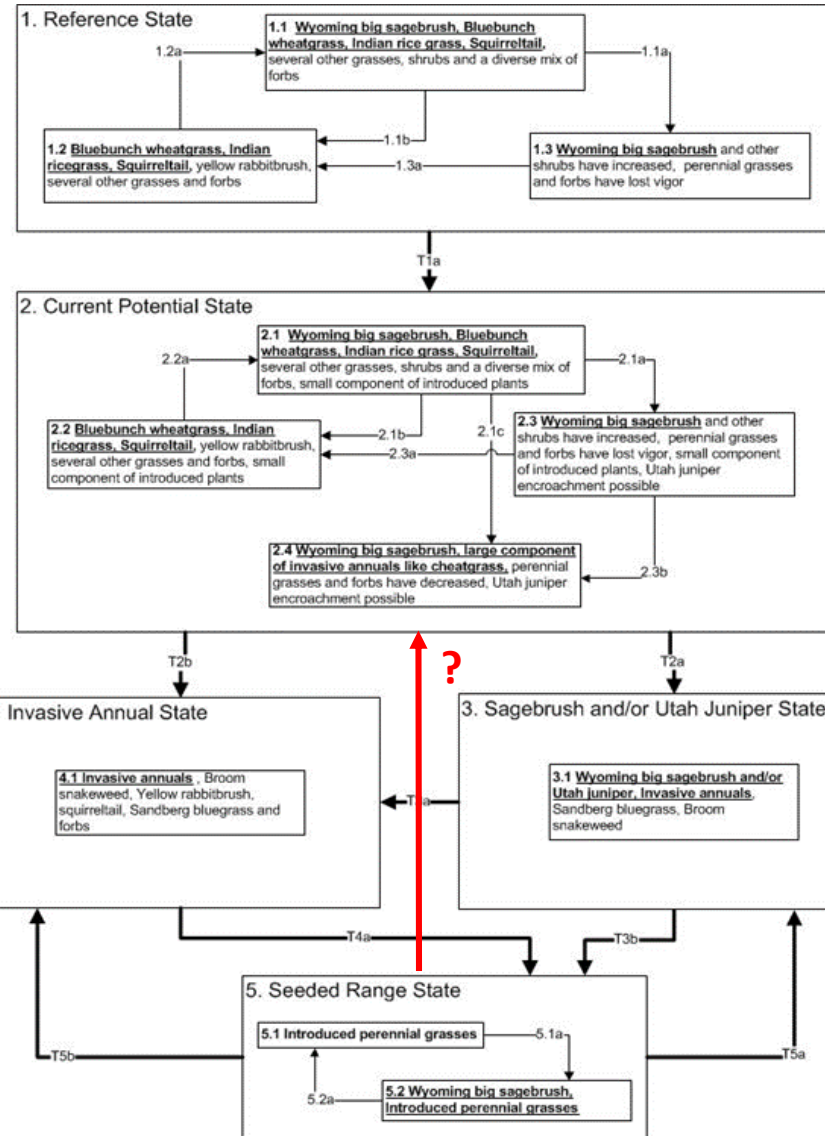 1. Reference State
1.1 Wyoming big sagebrush, Bluebunch
wheatgrass, Indian rice grass, Squirreltail,
several other grasses, shrubs and a diverse mix of
forbs
1.2a
1.1a
1.1b
1.2 Bluebunch wheatgrass, Indian
ricegrass, Squirreltail, yellow rabbitbrush,
several other grasses and forbs
1.3a
1.3 Wyoming big sagebrush and other
shrubs have increased, perennial grasses
and forbs have lost vigor
T1a
2. Current Potential State
2.1 Wyoming big sagebrush, Bluebunch
wheatgrass, Indian rice grass, Squirreltail,
several other grasses, shrubs and a diverse mix of
forbs, small component of introduced plants
2.2a
2.1a
2.2 Bluebunch wheatgrass, Indian
ricegrass, Squirreltail, yellow rabbitbrush,
several other grasses and forbs, small
component of introduced plants
2.1b
2.1c
2.3a
2.3 Wyoming big sagebrush and other
shrubs have increased, perennial grasses
and forbs have lost vigor, small component
of introduced plants, Utah juniper
encroachment possible
2.4 Wyoming big sagebrush, large component
of invasive annuals like cheatgrass, perennial
grasses and forbs have decreased, Utah juniper
encroachment possible
2.3b
T2b
?
T2a
Invasive Annual State
3. Sagebrush and/or Utah Juniper State
4.1 Invasive annuals , Broom
snakeweed, Yellow rabbitbrush,
squirreltail, Sandberg bluegrass and
forbs
3.1 Wyoming big sagebrush and/or
Utah juniper, Invasive annuals,
Sandberg bluegrass, Broom
snakeweed
T4a
T3b
5. Seeded Range State
5.1 Introduced perennial grasses
5.1a
5.2a
5.2 Wyoming big sagebrush,
Introduced perennial grasses
T5b
T5a